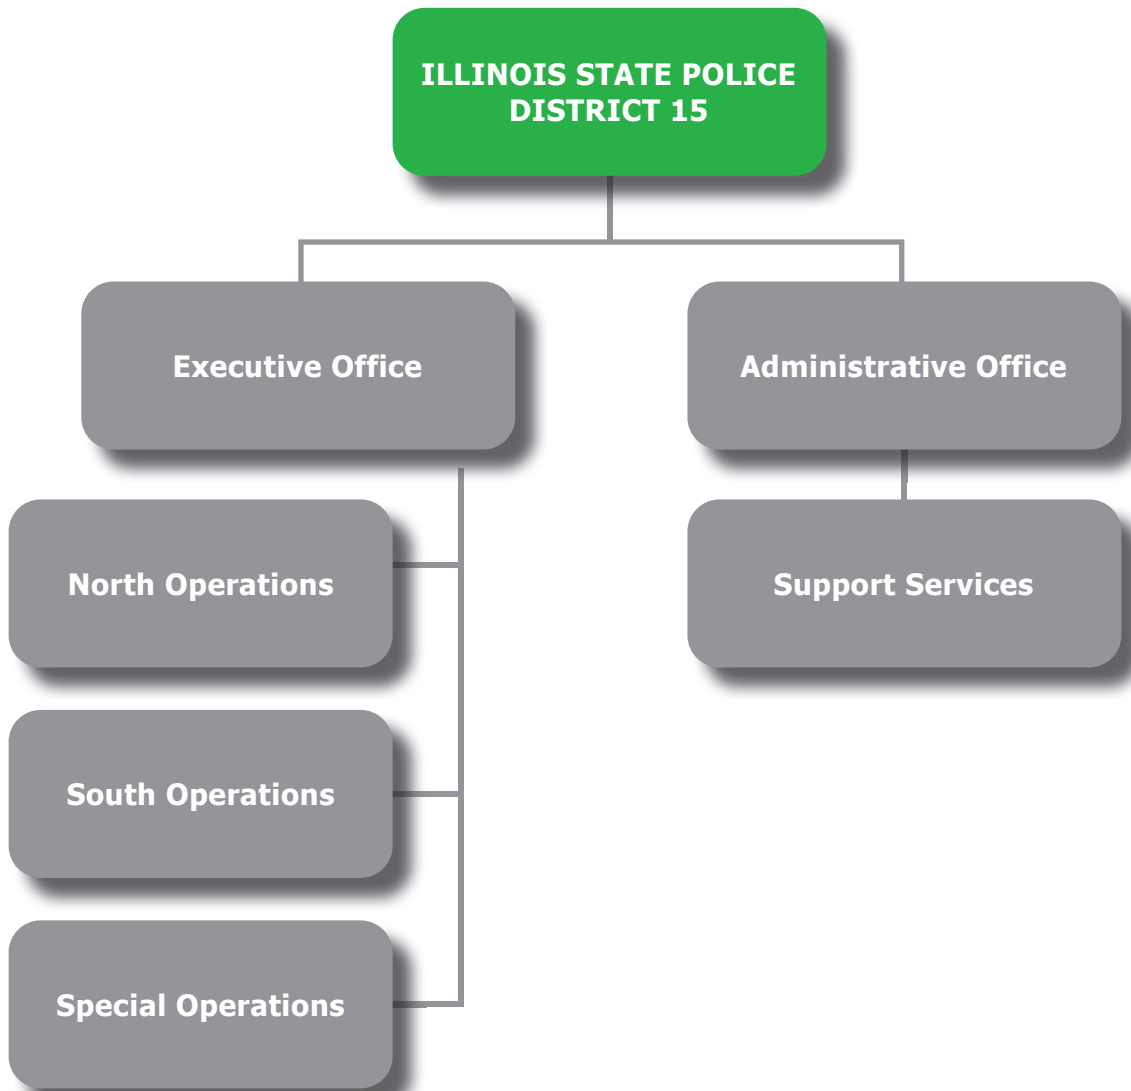 ILLINOIS STATE POLICE
DISTRICT 15
Executive Office
Administrative Office
North Operations
Support Services
South Operations
Special Operations